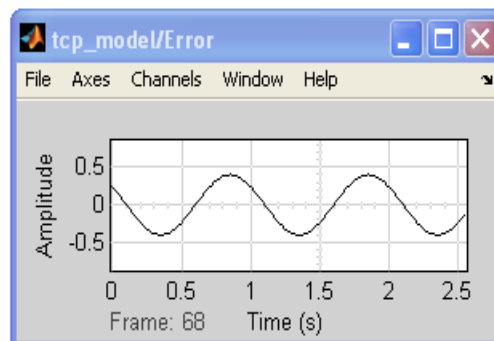 tcp_model/Error
File Axes Channels Window Help
Amplitude
0.5
0
-0.5
0 0.5 1 1.5 2 2.5
Frame: 68 Time (s)